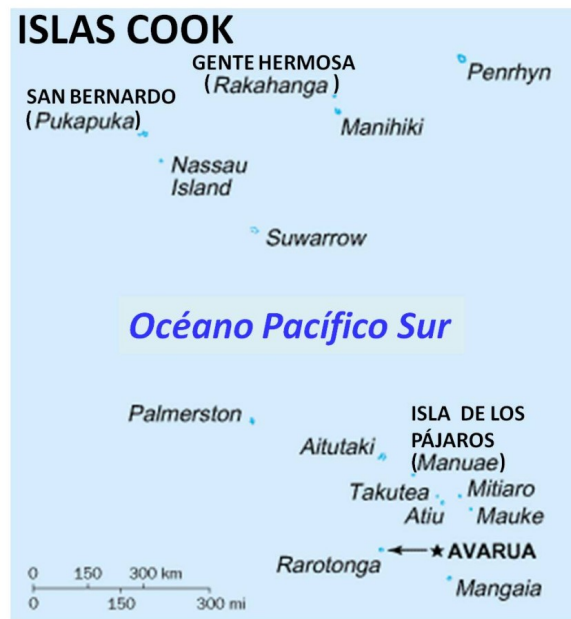 ISLAS COOK
GENTE HERMOSA
(Rakahanga)
Penrhyn
SAN BERNARDO
(Pukapuka)
Manihiki
Nassau
Island
Suwarrow
Océano Pacífico Sur
Palmerston
ISLA DE LOS
PÁJAROS
(Manuae)
Aitutaki
Takutea
Mitiaro
Atiu
Mauke
Rarotonga
AVARUA
Mangaia
0 150 300 km
0 150 300 mi